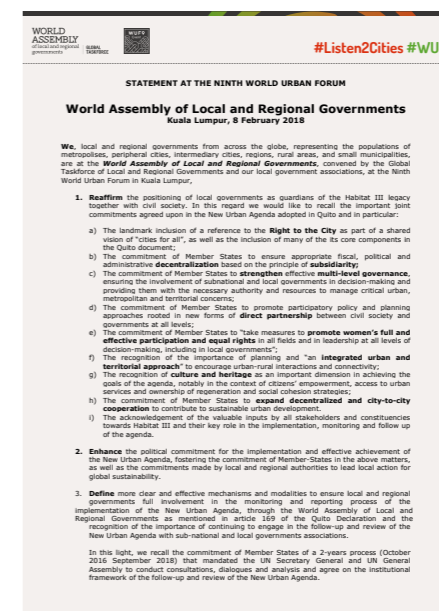 WORLD
ASSEMBLY
of local and regional
governments
GLOBAL
TASKFORCE
WUF9
#Listen2Cities #WU
STATEMENT AT THE NINTH WORLD URBAN FORUM
World Assembly of Local and Regional Governments
Kuala Lumpur, 8 February 2018
We, local and regional governments from across the globe, representing the populations of
metropolises, peripheral cities, intermediary cities, regions, rural areas, and small municipalities,
are at the World Assembly of Local and Regional Governments, convened by the Global
Taskforce of Local and Regional Governments and our local government associations, at the Ninth
World Urban Forum in Kuala Lumpur,
1. Reaffirm the positioning of local governments as guardians of the Habitat III legacy
together with civil society. In this regard we would like to recall the important joint
commitments agreed upon in the New Urban Agenda adopted in Quito and in particular:
a) The landmark inclusion of a reference to the Right to the City as part of a shared
vision of "cities for all", as well as the inclusion of many of its core components in
the Quito document;
b) The commitment of Member States to ensure appropriate fiscal, political and
administrative decentralization based on the principle of subsidiarity;
c) The commitment of Member States to strengthen effective multi-level governance,
ensuring the involvement of subnational and local governments in decision-making and
providing them with the necessary authority and resources to manage critical urban,
metropolitan and territorial concerns;
d) The commitment of Member States to promote participatory policy and planning
approaches rooted in new forms of direct partnership between civil society and
governments at all levels;
e) The commitment of Member States to "take measures to promote women's full and
effective participation and equal rights in all fields and in leadership at all levels of
decision-making, including in local governments";
f) The recognition of the importance of planning and "an integrated urban and
territorial approach" to encourage urban-rural interactions and connectivity;
g) The recognition of culture and heritage as an important dimension in achieving the
goals of the agenda, notably in the context of citizens' empowerment, access to urban
services and ownership of regeneration and social cohesion strategies;
h) The commitment of Member States to expand decentralized and city-to-city
cooperation to contribute to sustainable urban development.
i) The acknowledgement of the valuable inputs by all stakeholders and constituencies
towards Habitat III and their key role in the implementation, monitoring and follow up
of the agenda.
2. Enhance the political commitment for the implementation and effective achievement of
the New Urban Agenda, fostering the commitment of Member-States in the above matters,
as well as the commitments made by local and regional authorities to lead local action for
global sustainability.
3. Define more clear and effective mechanisms and modalities to ensure local and regional
governments full involvement in the monitoring and reporting process of the
implementation of the New Urban Agenda, through the World Assembly of Local and
Regional Governments as mentioned in article 169 of the Quito Declaration and the
recognition of the importance of continuing to engage in the follow-up and review of the
New Urban Agenda with sub-national and local governments associations.
In this light, we recall the commitment of Member States of a 2-years process (October
2016 September 2018) that mandated the UN Secretary General and UN General
Assembly to conduct consultations, dialogues and analysis and agree on the institutional
framework of the follow-up and review of the New Urban Agenda.